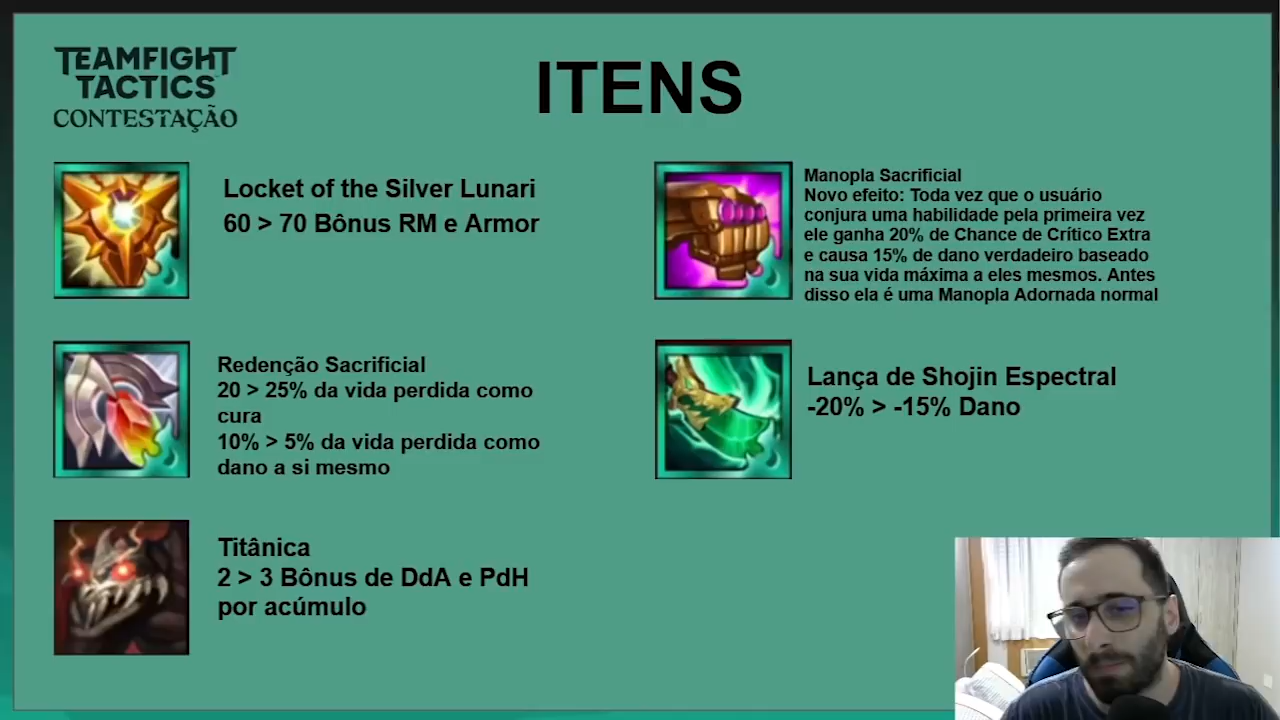 TEAMFIGHT
TACTICS
CONTESTAÇÃO
ITENS
Locket of the Silver Lunari
60 > 70 Bônus RM e Armor
Manopla Sacrificial
Novo efeito: Toda vez que o usuário
conjura uma habilidade pela primeira vez
ele ganha 20% de Chance de Crítico Extra
e causa 15% de dano verdadeiro baseado
na sua vida máxima a eles mesmos. Antes
disso ela é uma Manopla Adornada normal
Redenção Sacrificial
20 > 25% da vida perdida como
cura
10% > 5% da vida perdida como
dano a si mesmo
Lança de Shojin Espectral
-20% > -15% Dano
Titânica
2 > 3 Bônus de DdA e PdH
por acúmulo